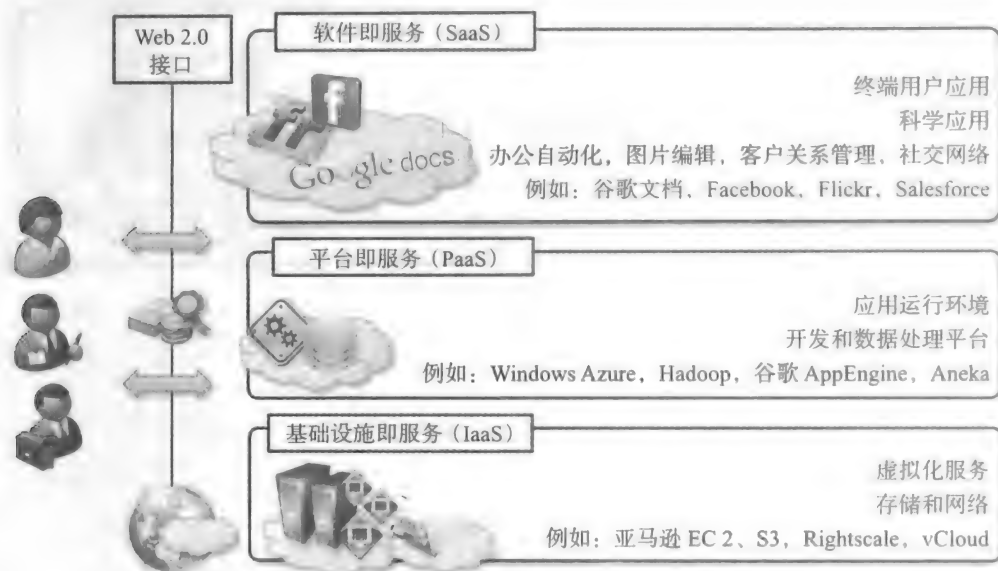 Web 2.0
接口
软件即服务（SaaS）
Google docs
终端用户应用
科学应用
办公自动化，图片编辑，客户关系管理，社交网络
例如：谷歌文档、Facebook，Flickr，Salesforce
平台即服务（PaaS）
应用运行环境
开发和数据处理平台
例如：Windows Azure，Hadoop，谷歌 AppEngine，Aneka
基础设施即服务（IaaS）
虚拟化服务
存储和网络
例如：亚马逊 EC 2、S3，Rightscale，vCloud